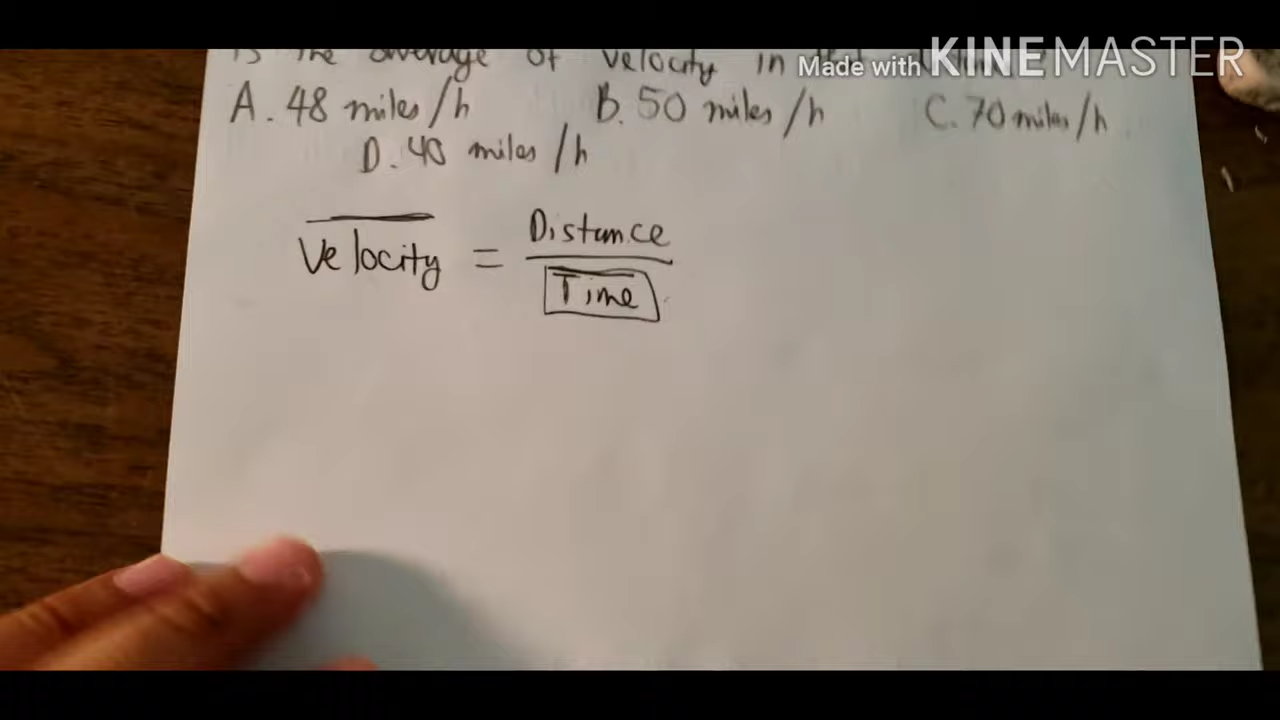 is the average of velocity in
Made with KINEMASTER
A. 48 miles/h B. 50 miles/h C. 70 miles/h
D. 40 miles/h
Velocity = Distance
Time